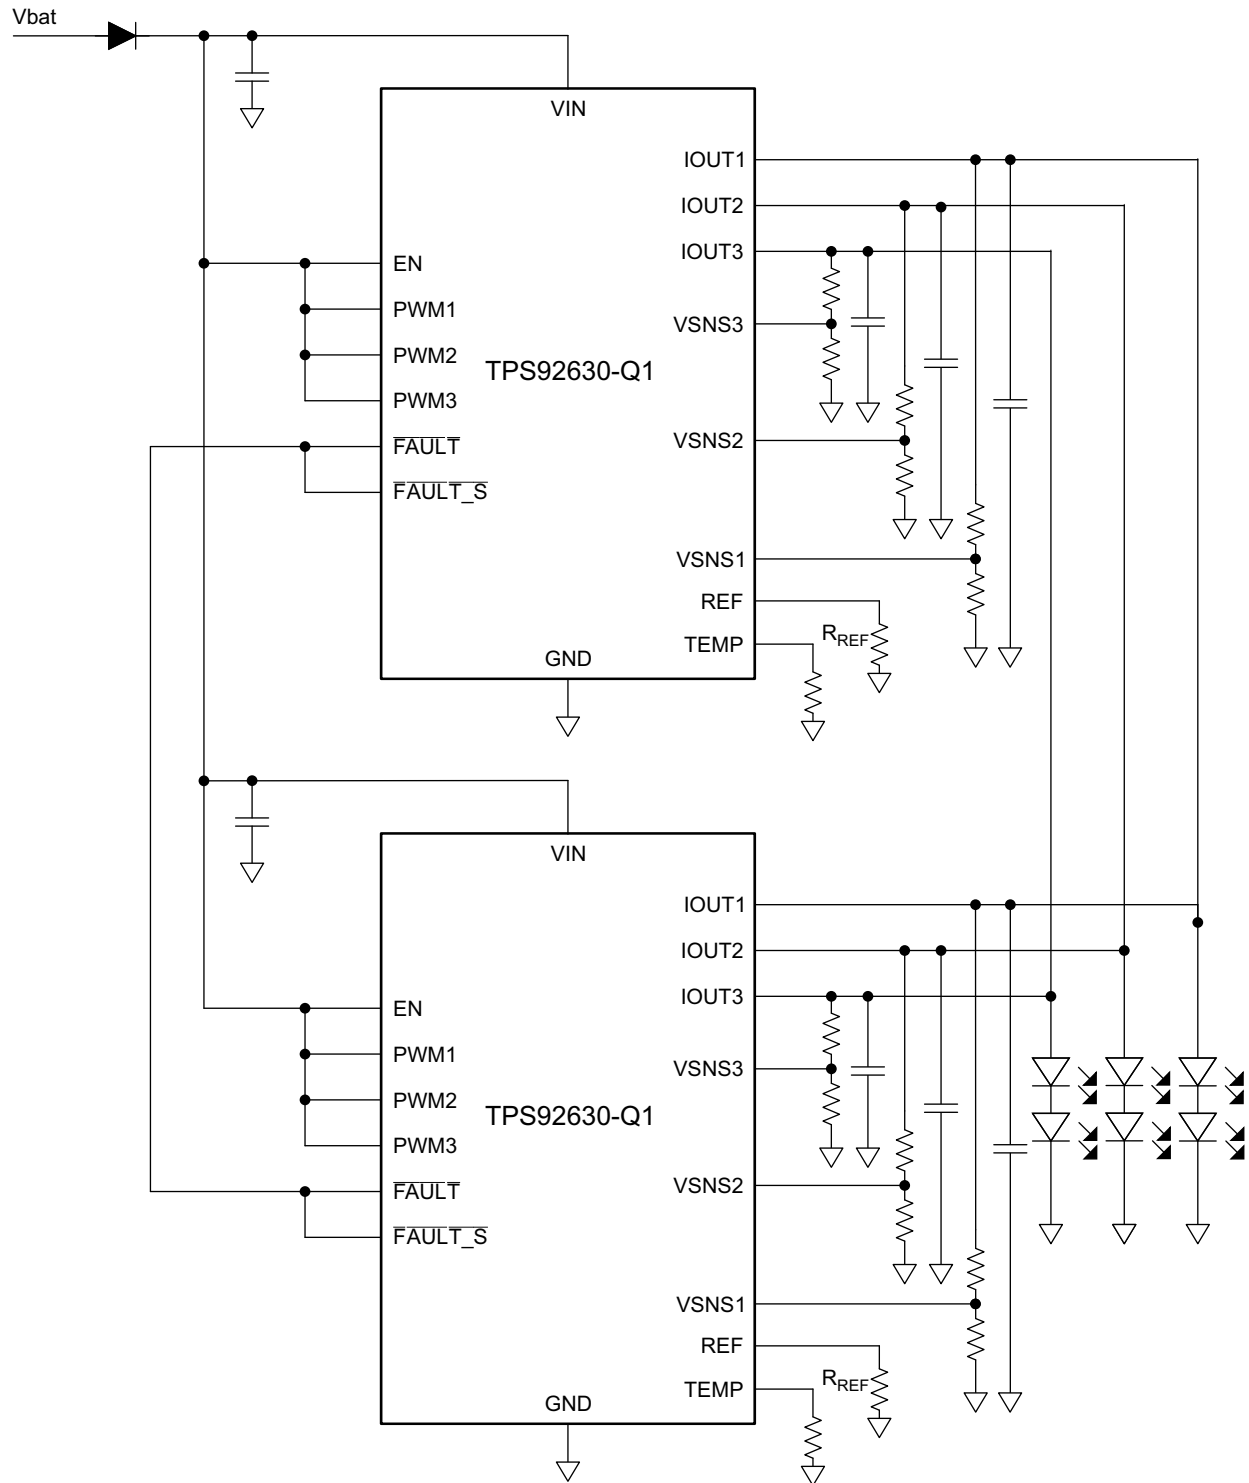 Vbat
VIN
IOUT1
IOUT2
IOUT3
EN
PWM1
VSNS3
PWM2
TPS92630-Q1
PWM3
FAULT
VSNS2
FAULT_S
VSNS1
REF
RREF
TEMP
GND
VIN
IOUT1
IOUT2
IOUT3
EN
PWM1
VSNS3
PWM2
TPS92630-Q1
PWM3
FAULT
VSNS2
FAULT_S
VSNS1
REF
RREF
TEMP
GND